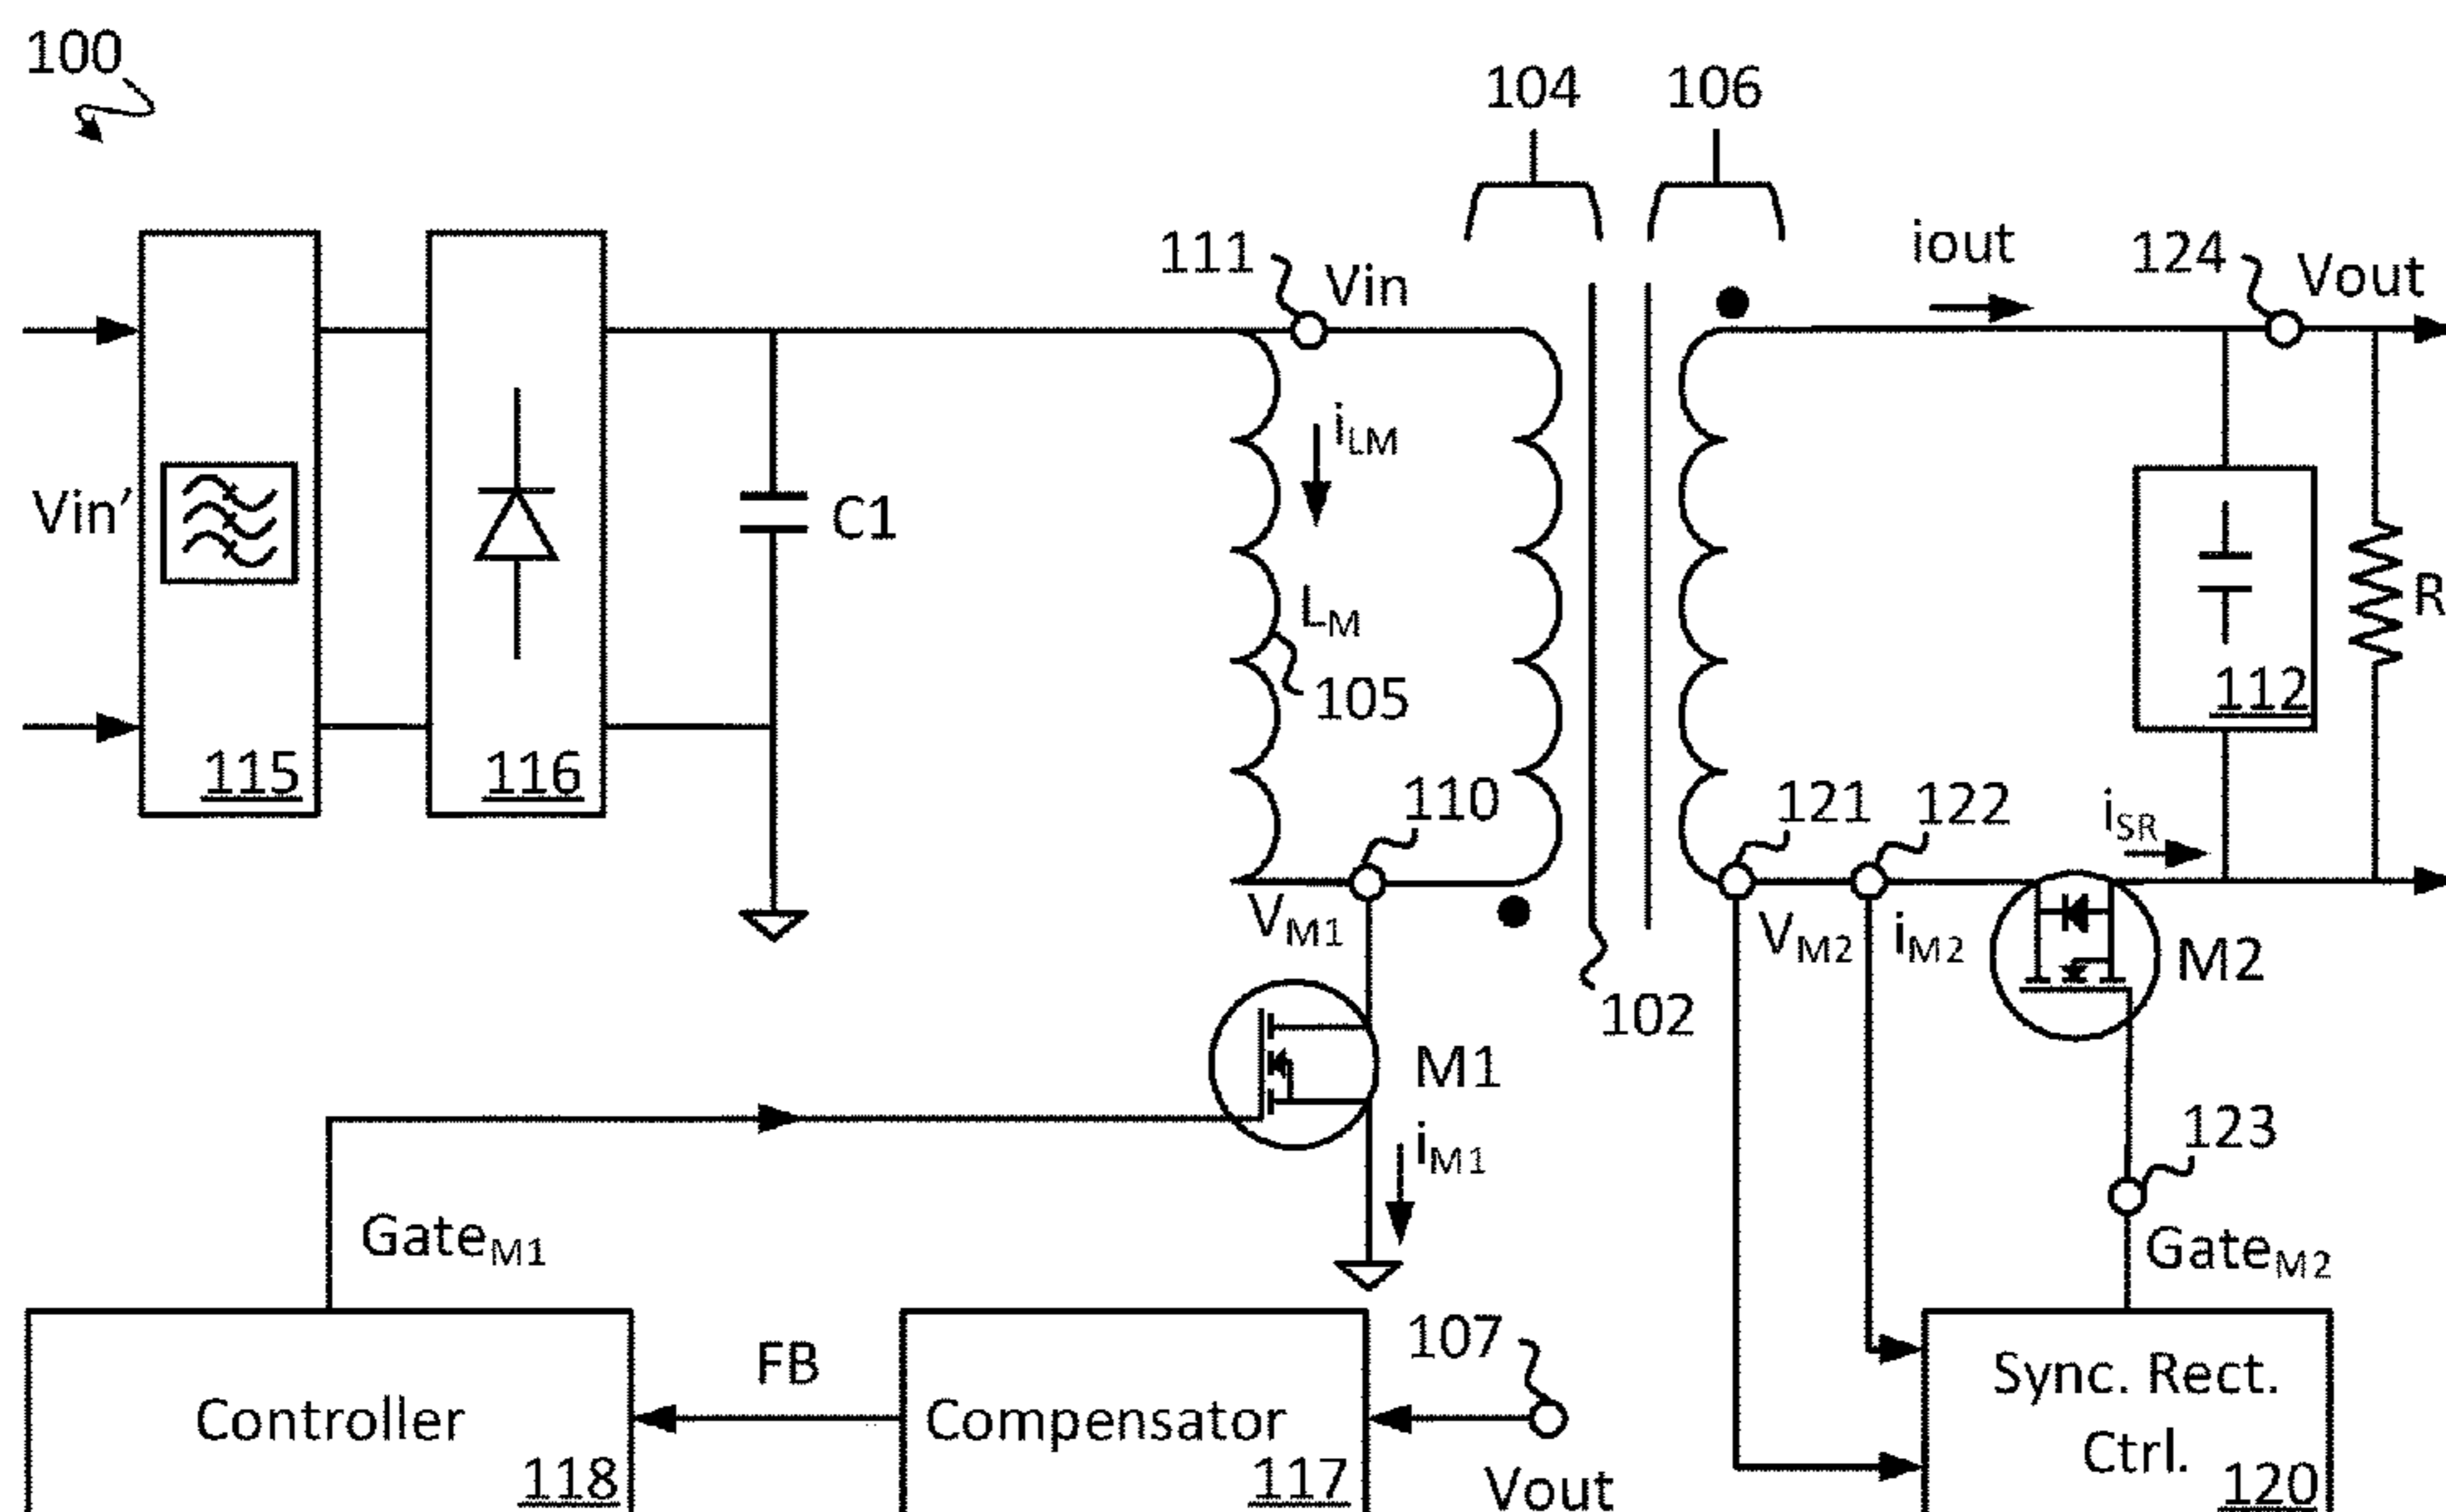 100
104
106
111
Vin
iout
124
Vout
Vin′
C1
iLM
LM
105
R
112
115
116
110
121
122
iSR
VM1
VM2
iM2
M2
102
M1
iM1
123
GateM1
GateM2
107
FB
Controller
118
Compensator
117
Vout
Sync. Rect.
Ctrl.
120